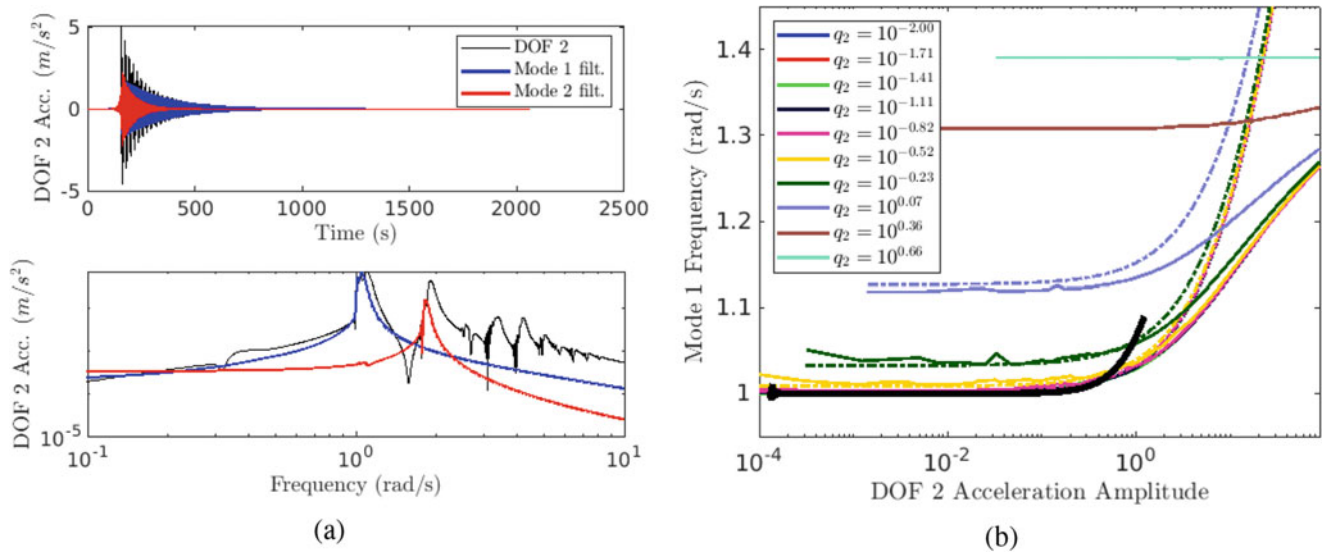 DOF 2 Acc. (m/s²)
5
0
-5
0
500
1000
1500
2000
2500
Time (s)
DOF 2
Mode 1 filt.
Mode 2 filt.
DOF 2 Acc. (m/s²)
10⁻⁵
10⁻¹
10⁰
10¹
Frequency (rad/s)
(a)
Mode 1 Frequency (rad/s)
1.4
1.3
1.2
1.1
1
10⁻⁴
10⁻²
10⁰
DOF 2 Acceleration Amplitude
q₂ = 10⁻²·⁰⁰
q₂ = 10⁻¹·⁷¹
q₂ = 10⁻¹·⁴¹
q₂ = 10⁻¹·¹¹
q₂ = 10⁻⁰·⁸²
q₂ = 10⁻⁰·⁵²
q₂ = 10⁻⁰·²³
q₂ = 10⁰·⁰⁷
q₂ = 10⁰·³⁶
q₂ = 10⁰·⁶⁶
(b)